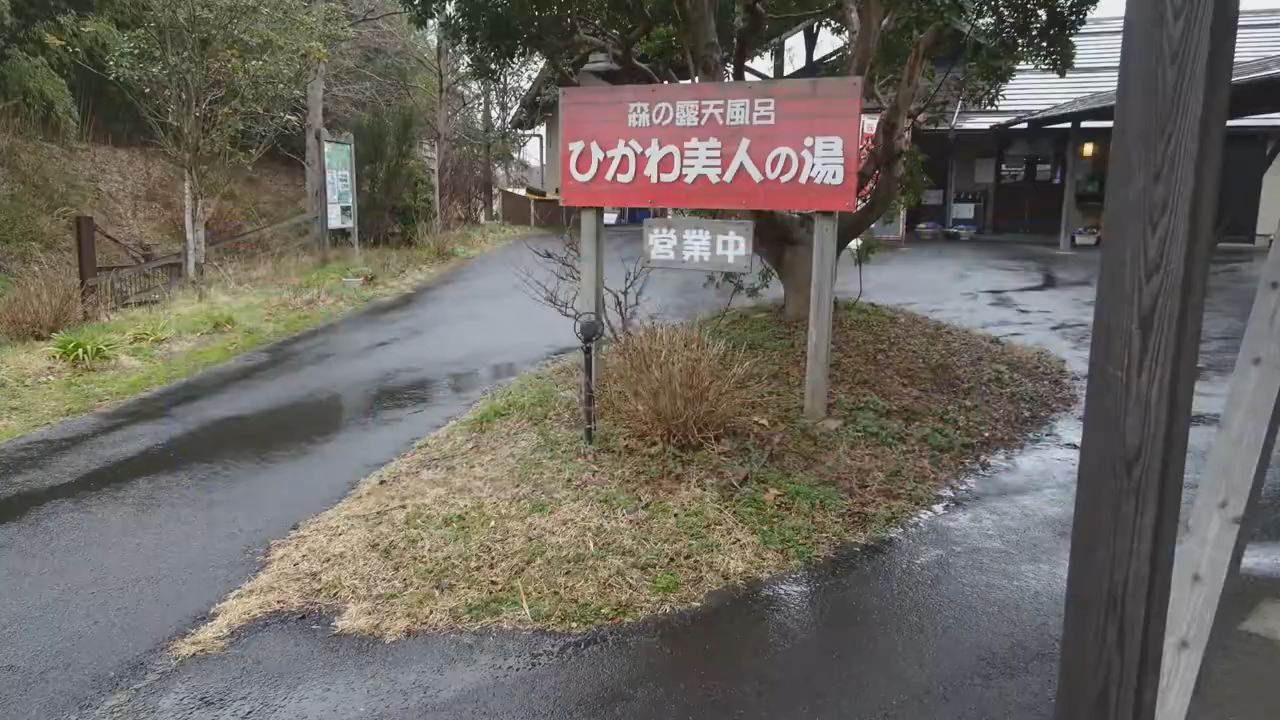 森の露天風呂
ひかわ美人の湯
営業中